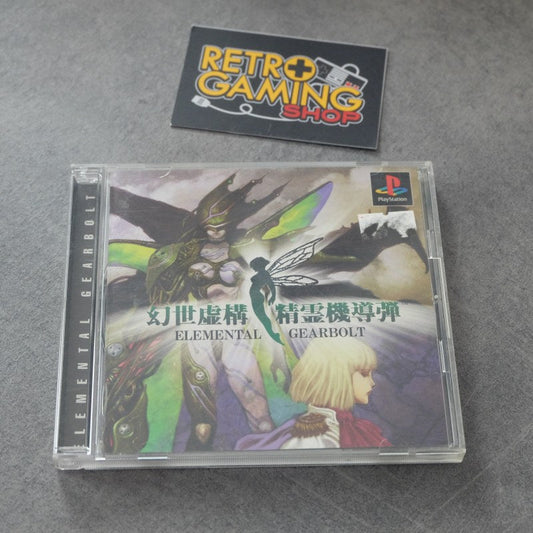 RETRO
GAMING
SHOP
PlayStation
幻世虚構 精霊機導弾
ELEMENTAL GEARBOLT
ELEMENTAL GEARBOLT